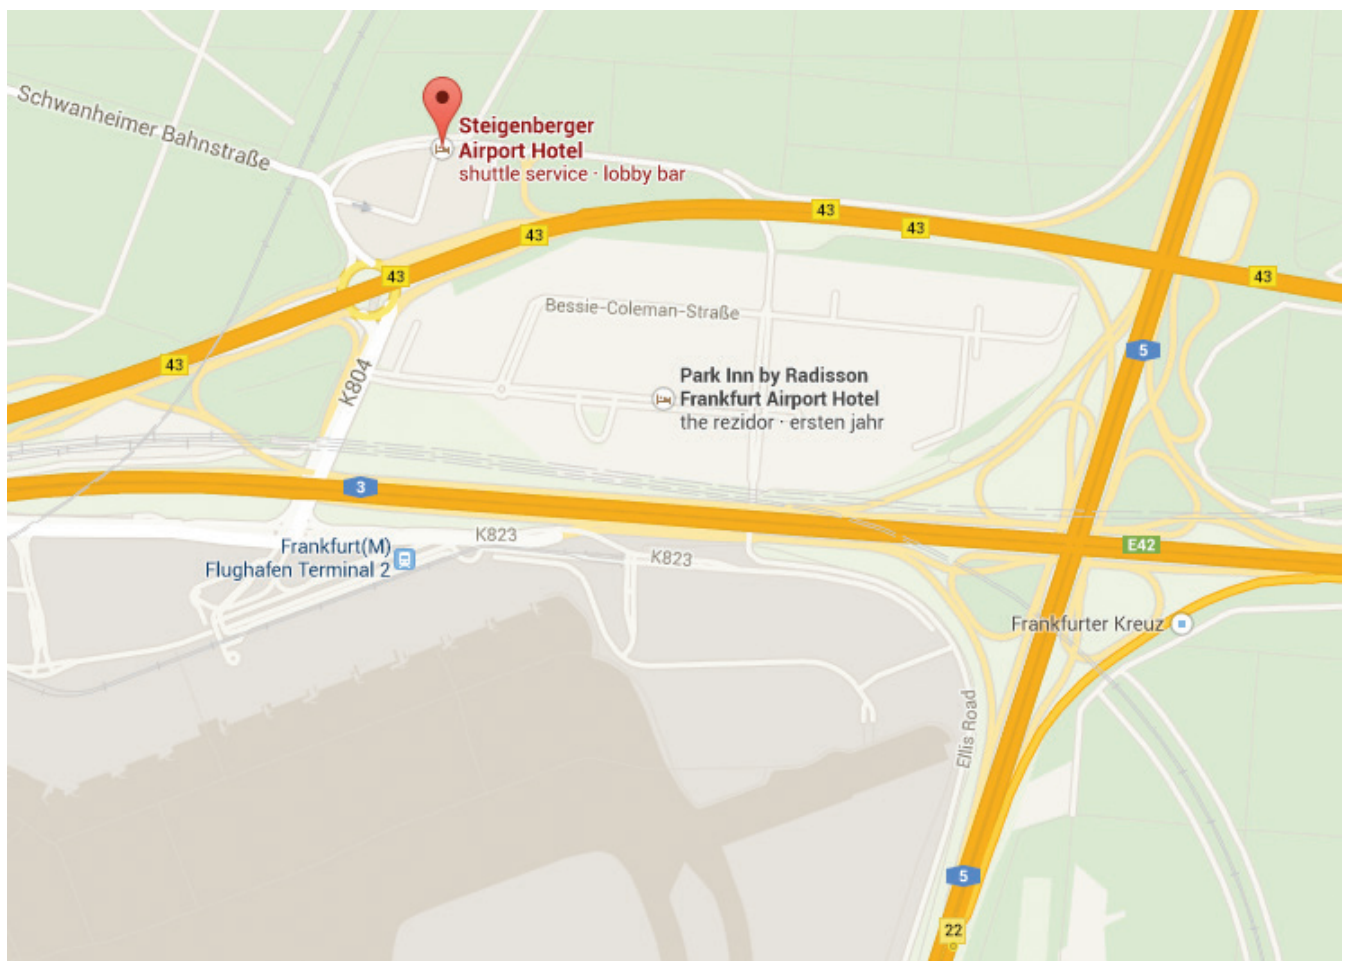 Schwanheimer Bahnstraße
Steigenberger
Airport Hotel
shuttle service · lobby bar
43
43
43
43
43
43
Bessie-Coleman-Straße
5
K804
Park Inn by Radisson
Frankfurt Airport Hotel
the rezidor · ersten jahr
3
K823
K823
E42
Frankfurt(M)
Flughafen Terminal 2
Frankfurter Kreuz
Ellis Road
5
22